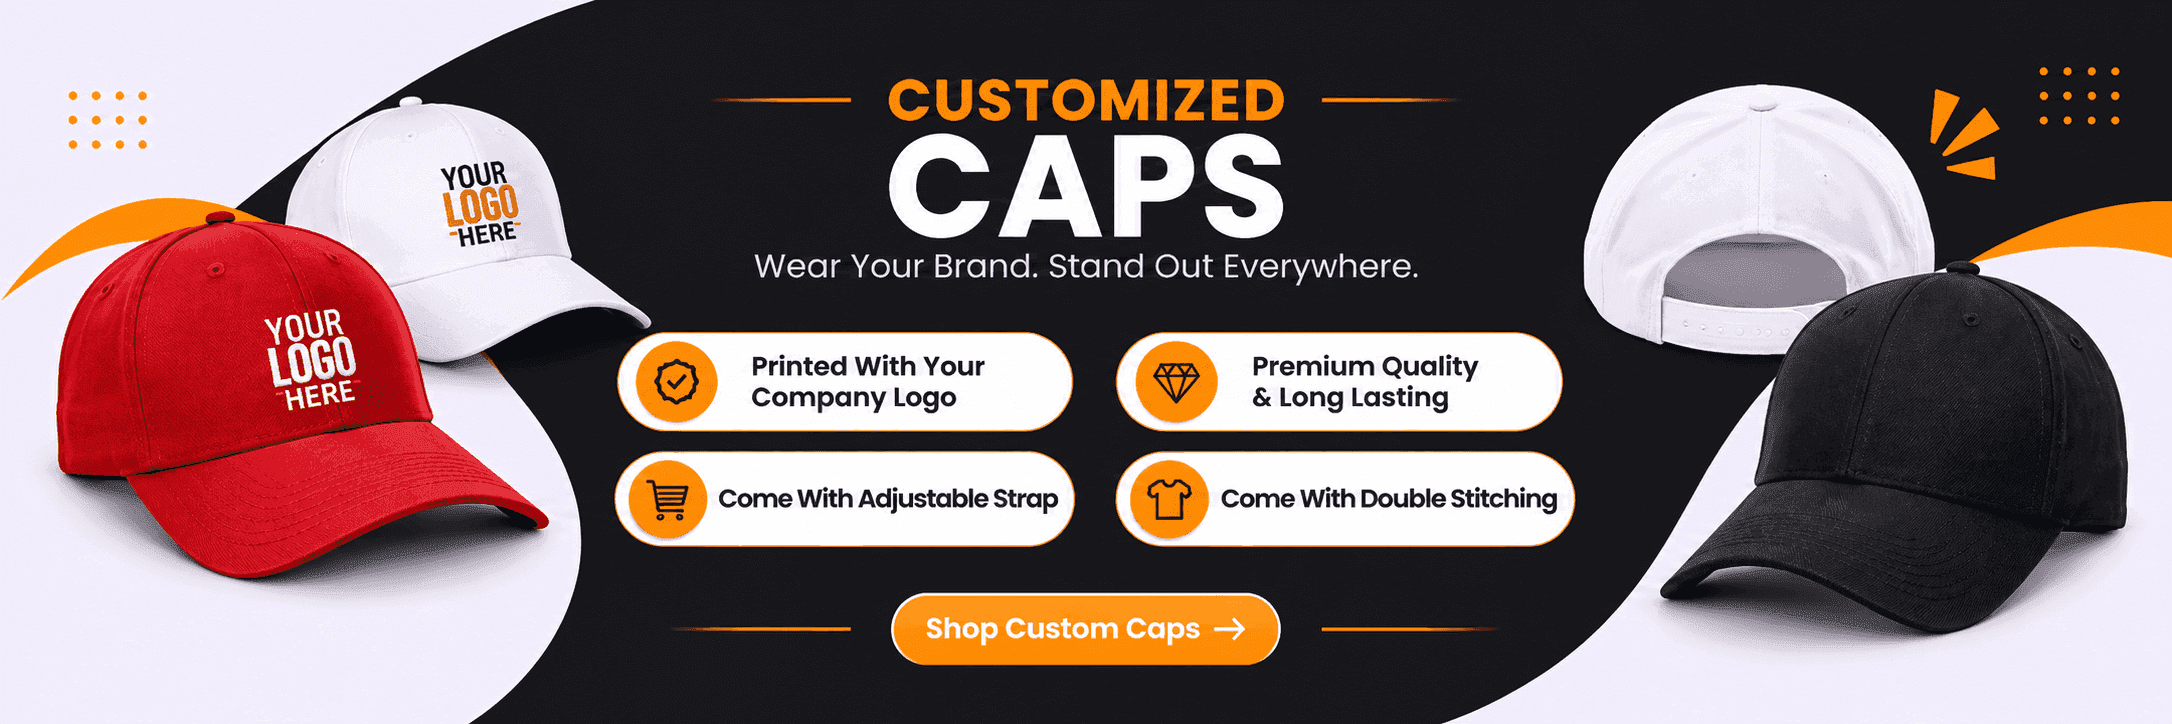 CUSTOMIZED
CAPS
Wear Your Brand. Stand Out Everywhere.
YOUR
LOGO
HERE
YOUR
LOGO
HERE
Printed With Your
Company Logo
Premium Quality
& Long Lasting
Come With Adjustable Strap
Come With Double Stitching
Shop Custom Caps →